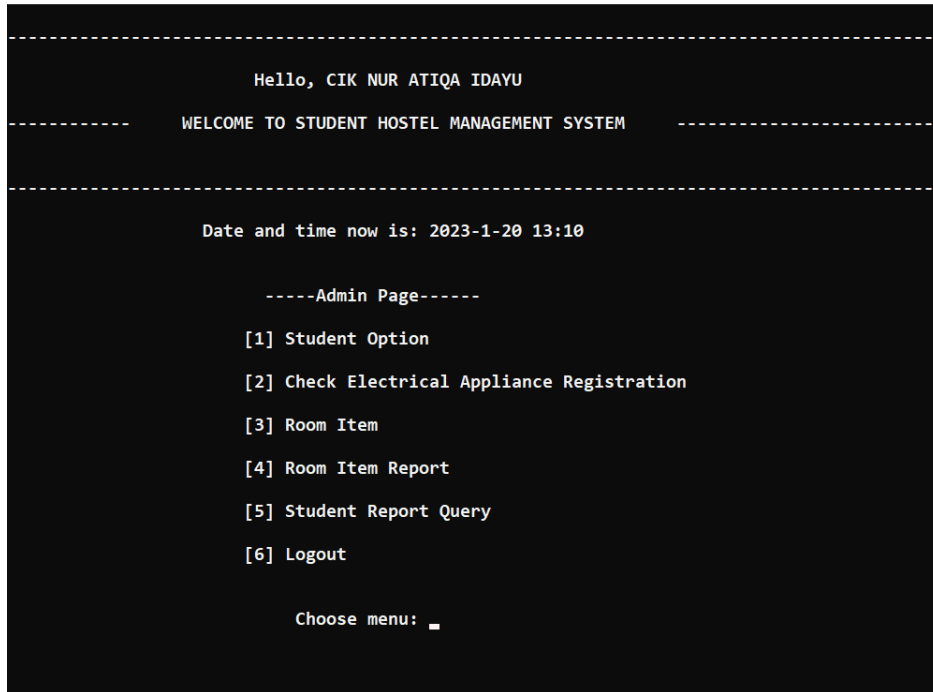 ------------------------------------------------------------------------------------------
Hello, CIK NUR ATIQA IDAYU
------------     WELCOME TO STUDENT HOSTEL MANAGEMENT SYSTEM     -------------------------
------------------------------------------------------------------------------------------
Date and time now is: 2023-1-20 13:10
-----Admin Page------
[1] Student Option
[2] Check Electrical Appliance Registration
[3] Room Item
[4] Room Item Report
[5] Student Report Query
[6] Logout
Choose menu: _